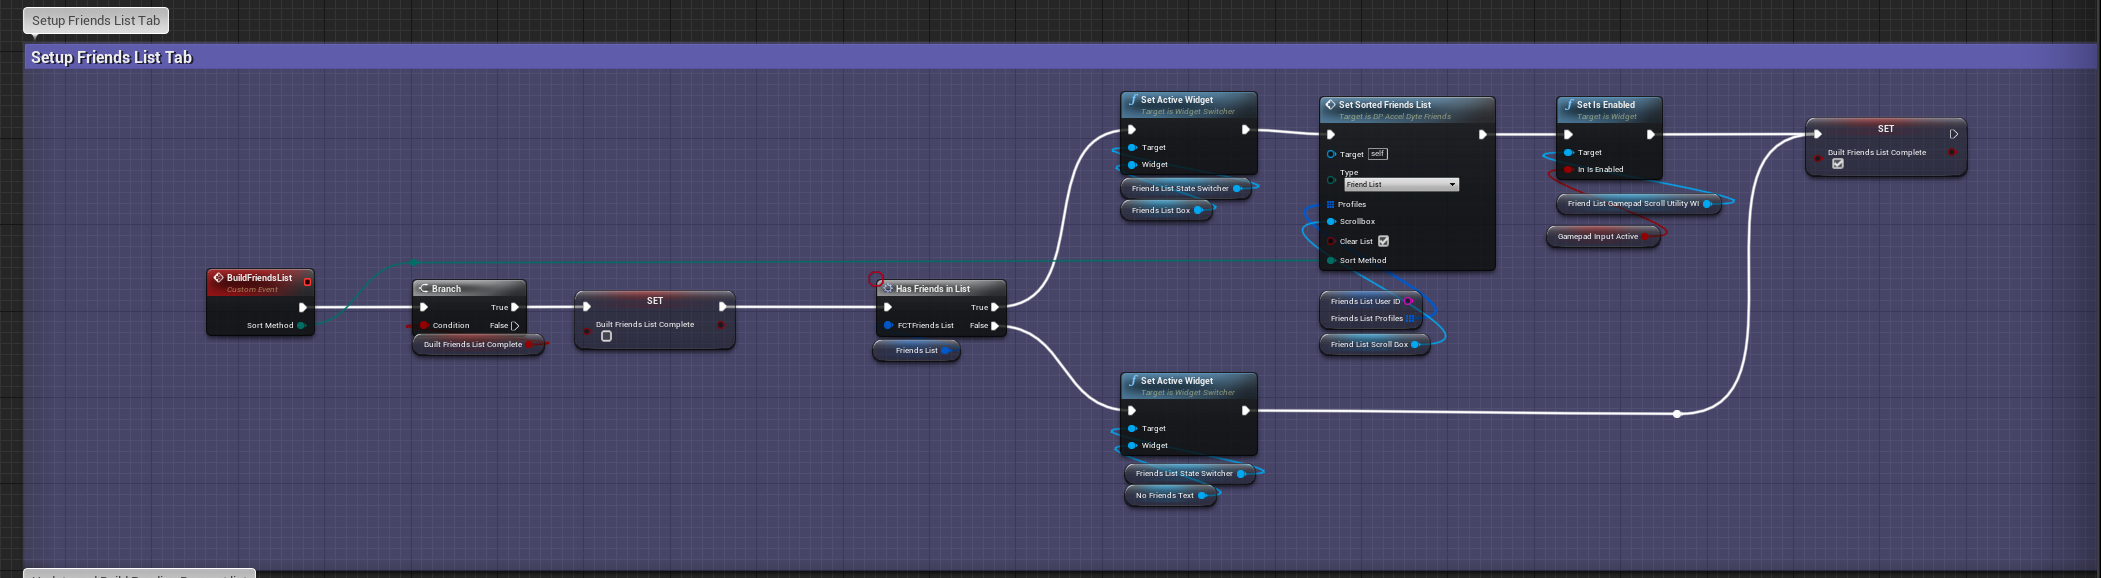 Setup Friends List Tab
Setup Friends List Tab
BuildFriendsList
Custom Event
Sort Method
Branch
True
Condition
False
Built Friends List Complete
SET
Built Friends List Complete
Has Friends in List
True
FCTFriends List
False
Friends List
Set Active Widget
Target is Widget Switcher
Target
Widget
Friends List State Switcher
Friends List Box
Set Active Widget
Target is Widget Switcher
Target
Widget
Friends List State Switcher
No Friends Text
Set Sorted Friends List
Target is BP Accel Byte Friends
Target self
Type
Friend List
Profiles
Scrollbox
Clear List
Sort Method
Friends List User ID
Friends List Profiles
Friend List Scroll Box
Set Is Enabled
Target is Widget
Target
In Is Enabled
Friend List Gamepad Scroll Utility WI
Gamepad Input Active
SET
Built Friends List Complete